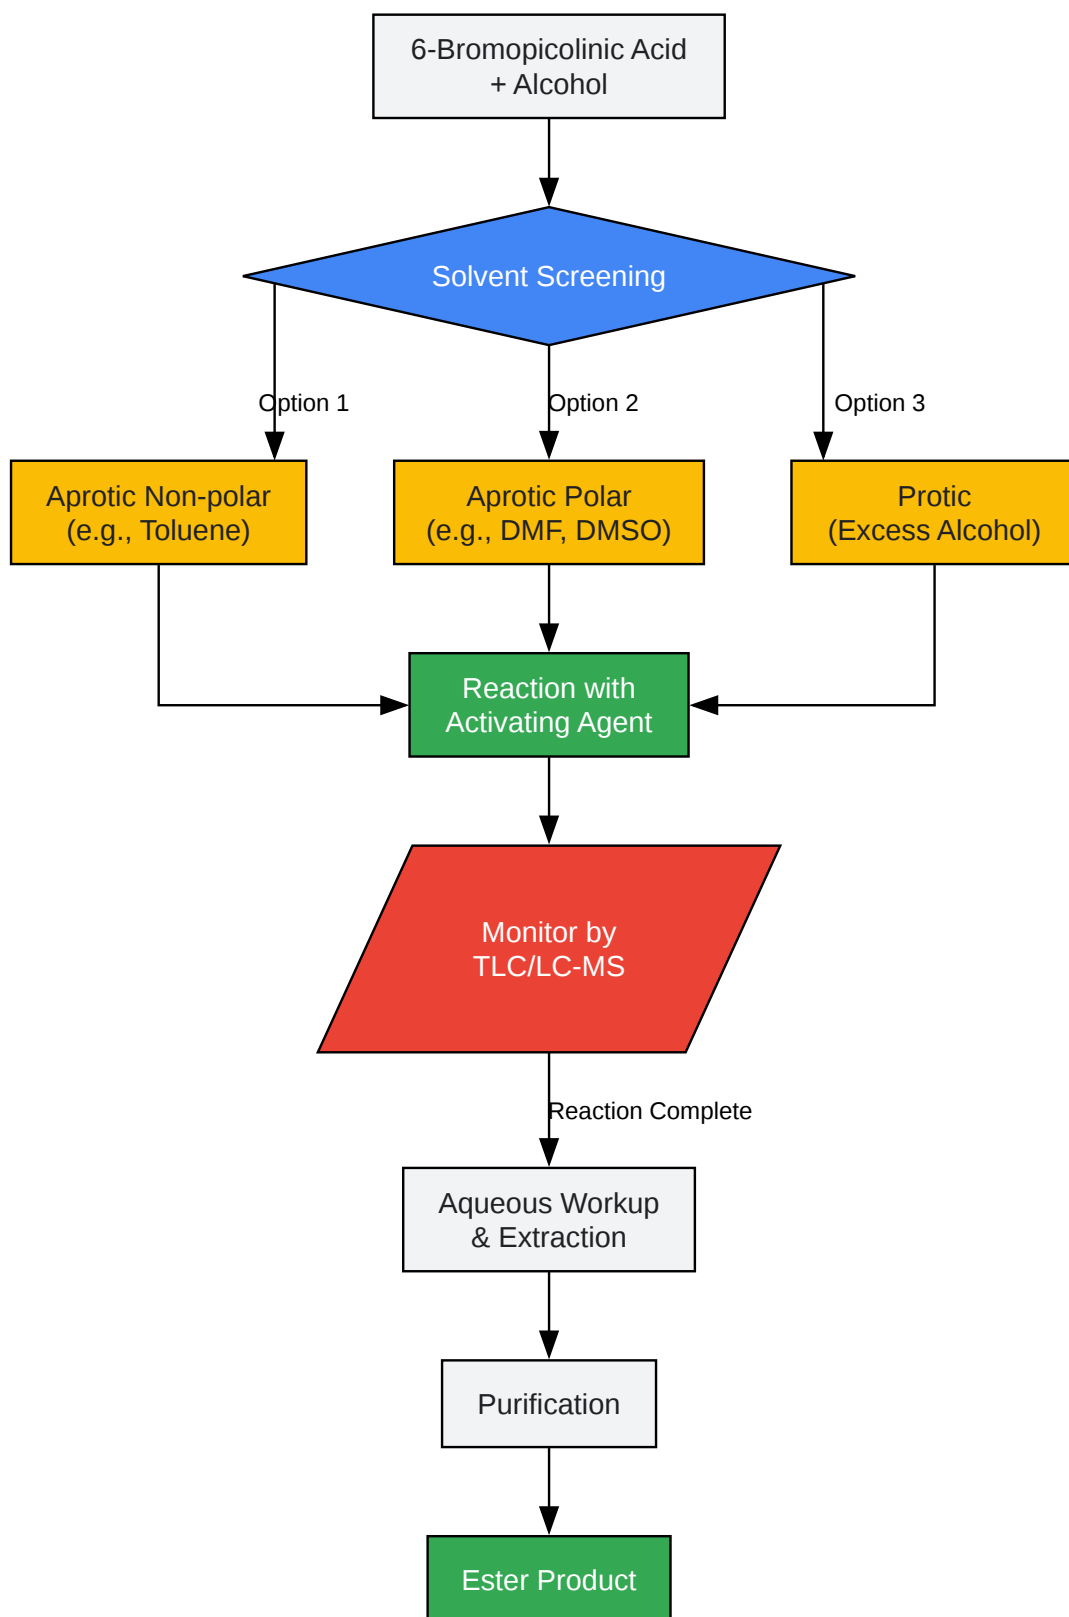 6-Bromopicolinic Acid
+ Alcohol
Solvent Screening
Option 1
Option 2
Option 3
Aprotic Non-polar
(e.g., Toluene)
Aprotic Polar
(e.g., DMF, DMSO)
Protic
(Excess Alcohol)
Reaction with
Activating Agent
Monitor by
TLC/LC-MS
Reaction Complete
Aqueous Workup
& Extraction
Purification
Ester Product